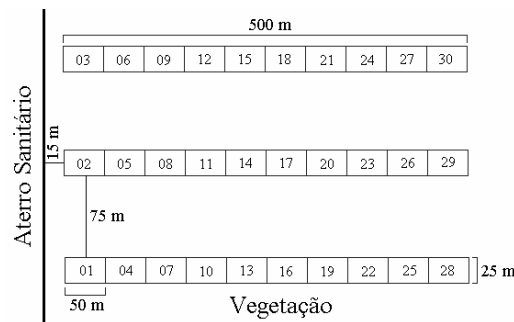 500 m
03 06 09 12 15 18 21 24 27 30
Aterro Sanitário
15 m
02 05 08 11 14 17 20 23 26 29
75 m
01 04 07 10 13 16 19 22 25 28
25 m
50 m
Vegetação